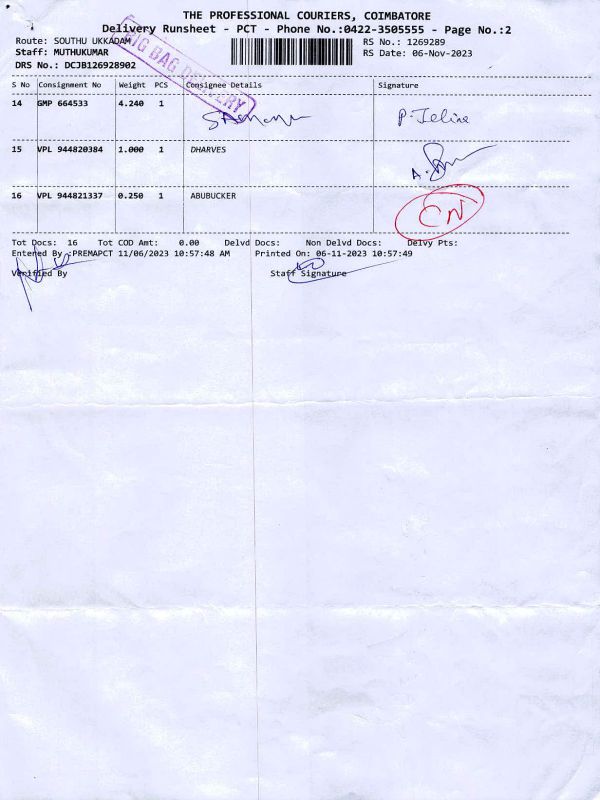 THE PROFESSIONAL COURIERS, COIMBATORE
Delivery Runsheet - PCT - Phone No.:0422-3505555 - Page No.:2
Route: SOUTHU UKKADAM RS No.: 1269289
Staff: MUTHUKUMAR RS Date: 06-Nov-2023
DRS No.: DCJB126928902
BIG BAG DELIVERY
S No Consignment No Weight PCS Consignee Details Signature
14 GMP 664533 4.240 1 P. Jeline
15 VPL 944820384 1.000 1 DHARVES
16 VPL 944821337 0.250 1 ABUBUCKER CN
Tot Docs: 16 Tot COD Amt: 0.00 Delvd Docs: Non Delvd Docs: Delvy Pts:
Entered By :PREMAPCT 11/06/2023 10:57:48 AM Printed On: 06-11-2023 10:57:49
Verified By Staff Signature